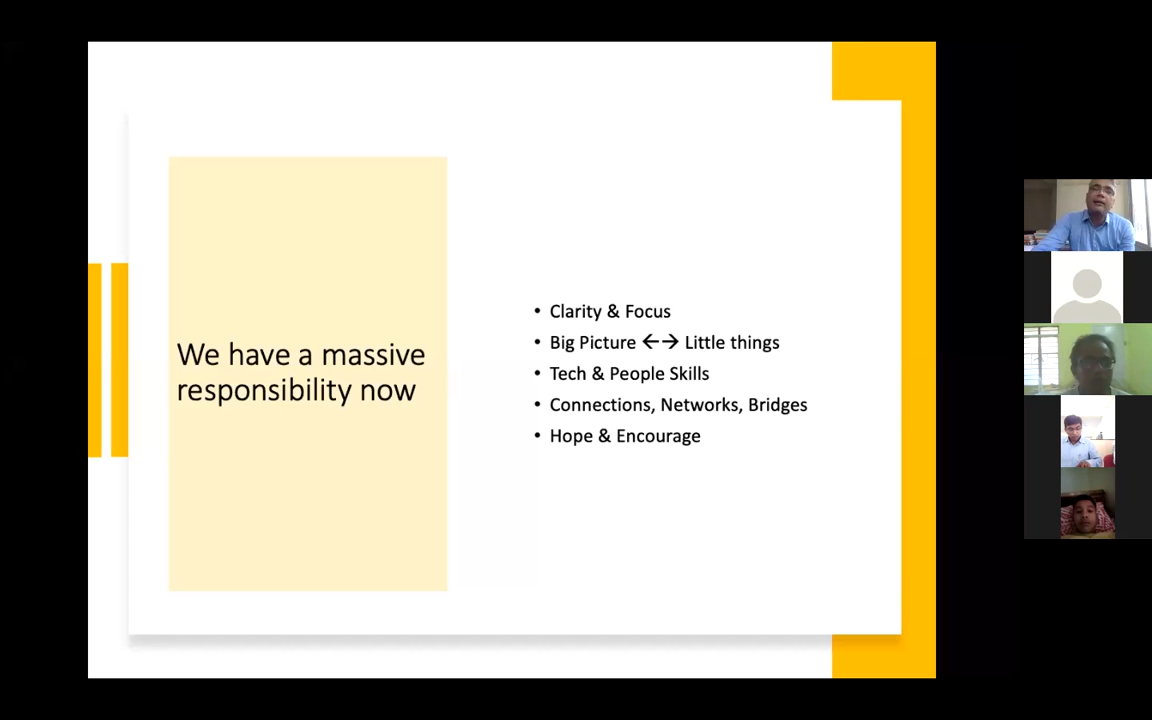 We have a massive
responsibility now
• Clarity & Focus
• Big Picture ←→ Little things
• Tech & People Skills
• Connections, Networks, Bridges
• Hope & Encourage